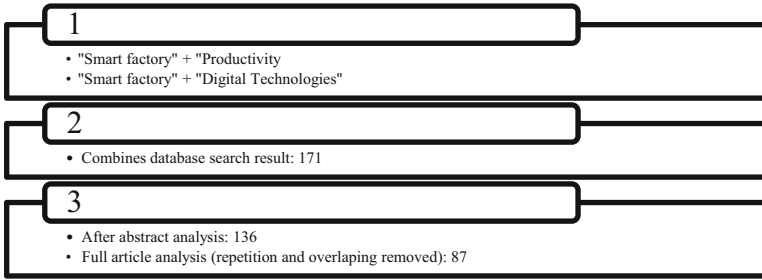 1
• "Smart factory" + "Productivity
• "Smart factory" + "Digital Technologies"
2
• Combines database search result: 171
3
• After abstract analysis: 136
• Full article analysis (repetition and overlaping removed): 87